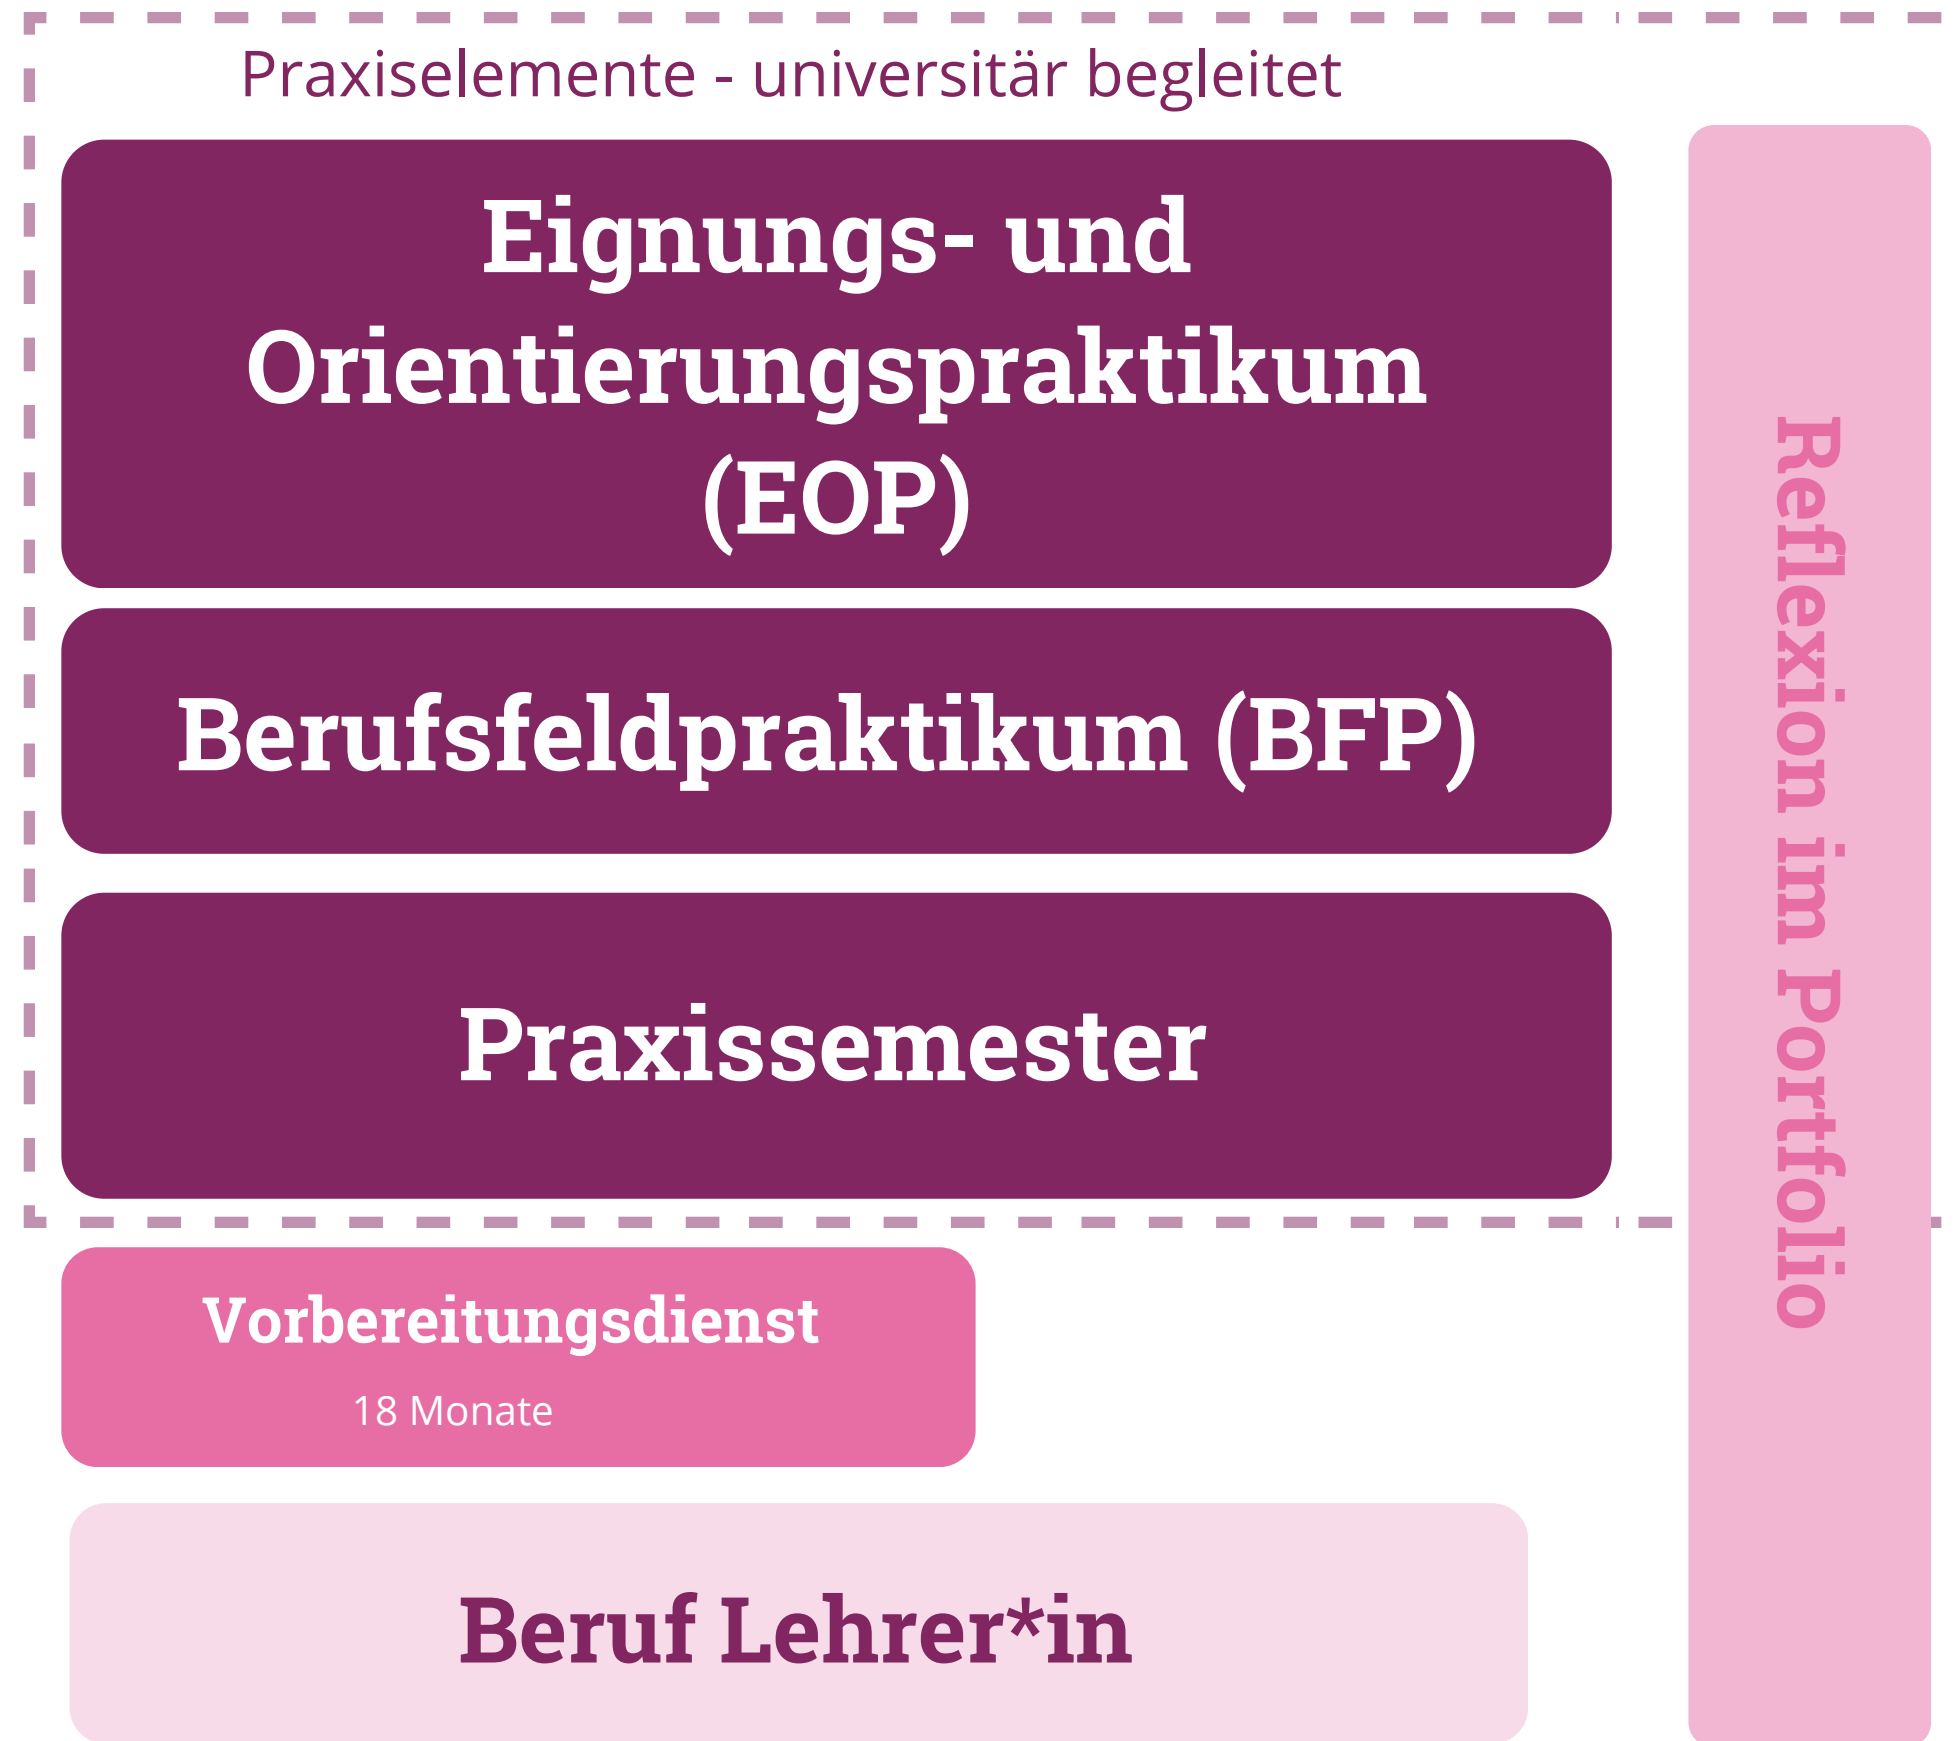 Praxiselemente - universitär begleitet
Eignungs- und
Orientierungspraktikum
(EOP)
Berufsfeldpraktikum (BFP)
Praxissemester
Vorbereitungsdienst
18 Monate
Beruf Lehrer*in
Reflexion im Portfolio